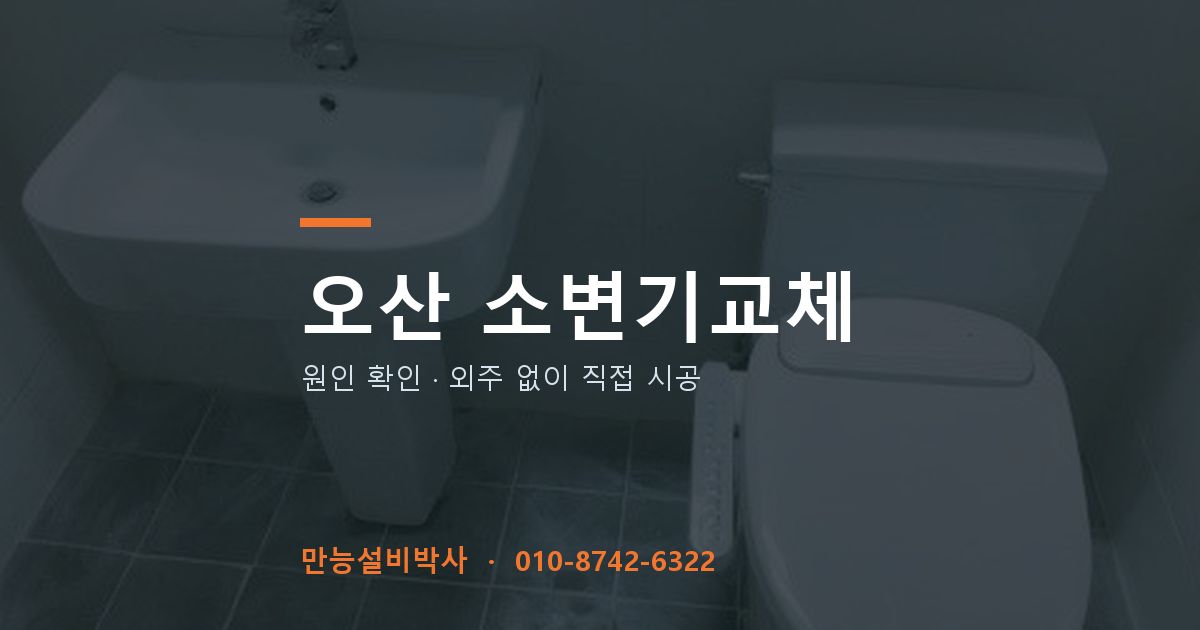 오산 소변기교체
원인 확인 · 외주 없이 직접 시공
만능설비박사 · 010-8742-6322